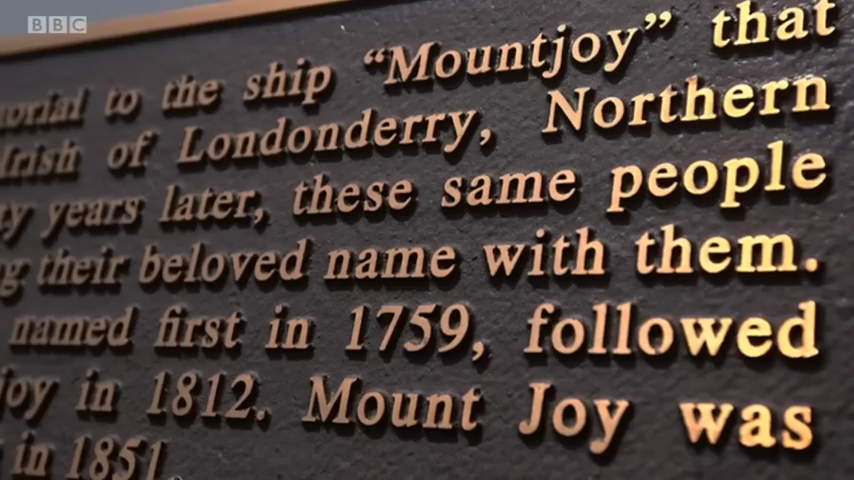 BBC
to the ship “Mountjoy” that
Irish of Londonderry, Northern
years later, these same people
their beloved name with them.
named first in 1759, followed
joy in 1812. Mount Joy was
in 1851.